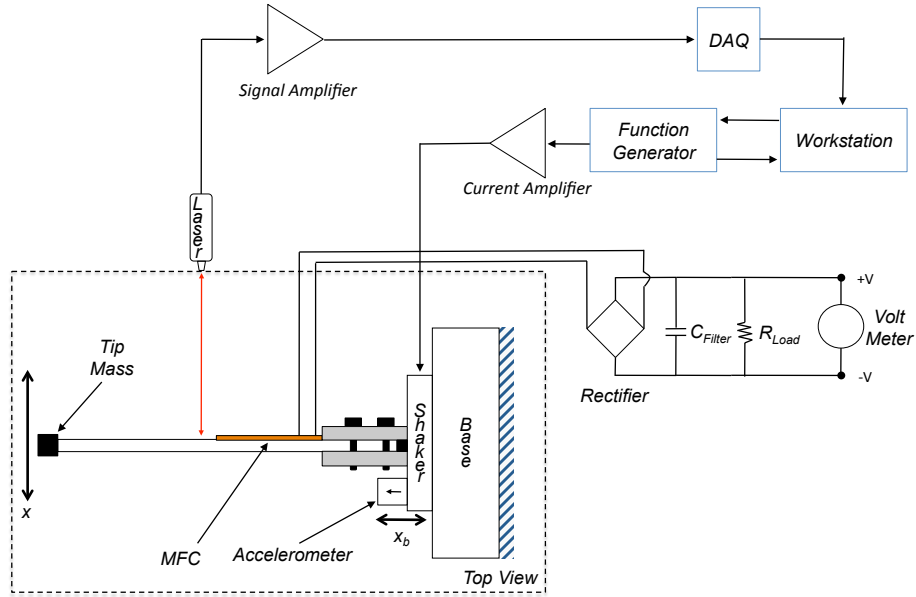 DAQ
Signal Amplifier
Function
Generator
Workstation
Current Amplifier
Laser
+V
Volt
Meter
C_Filter
R_Load
-V
Rectifier
Tip
Mass
Shaker
Base
x
x_b
MFC
Accelerometer
Top View